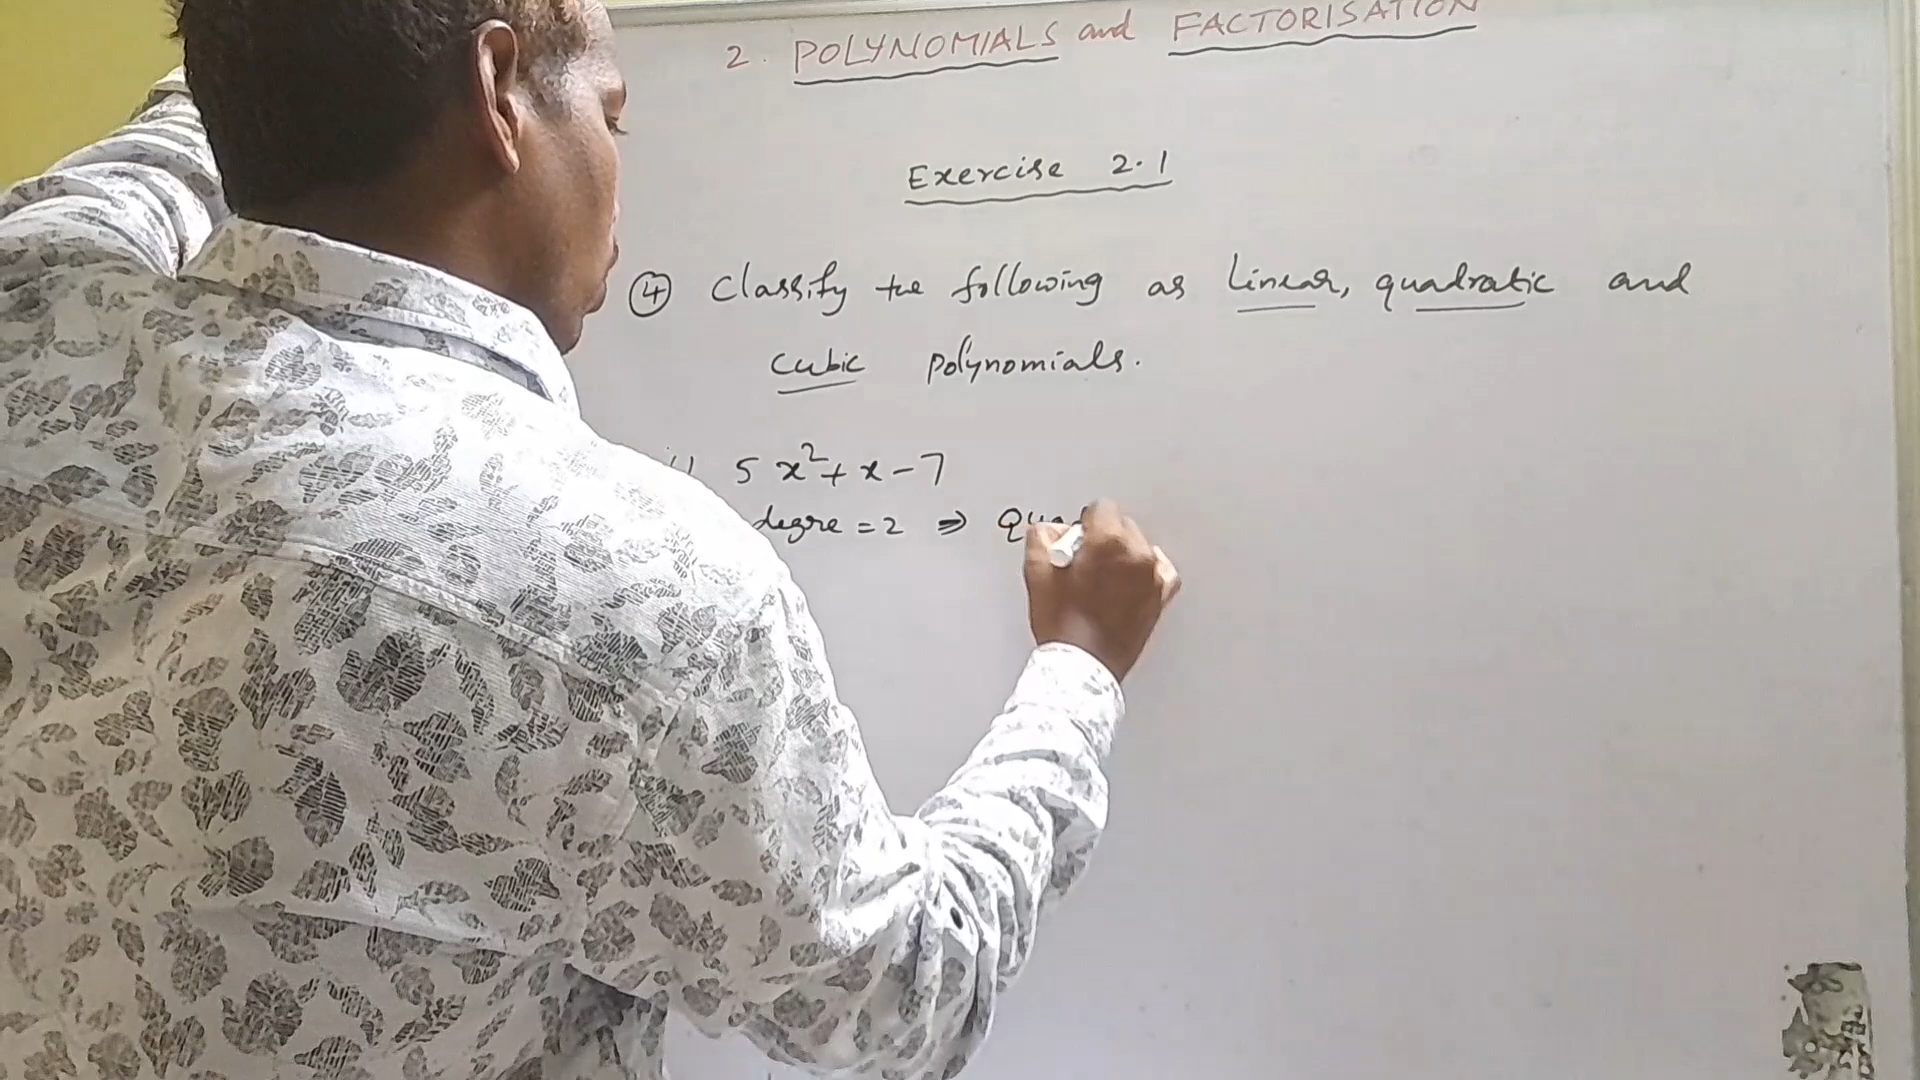 2. POLYNOMIALS and FACTORISATION
Exercise 2.1
④ Classify the following as linear, quadratic and
cubic polynomials.
5x²+x-7
degre = 2 ⇒